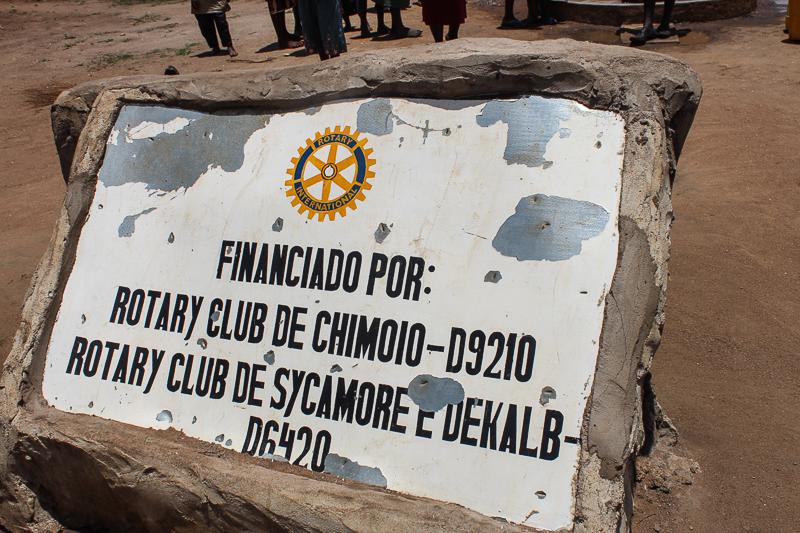 ROTARY
INTERNATIONAL
FINANCIADO POR:
ROTARY CLUB DE CHIMOIO-D9210
ROTARY CLUB DE SYCAMORE E DEKALB-
D6420